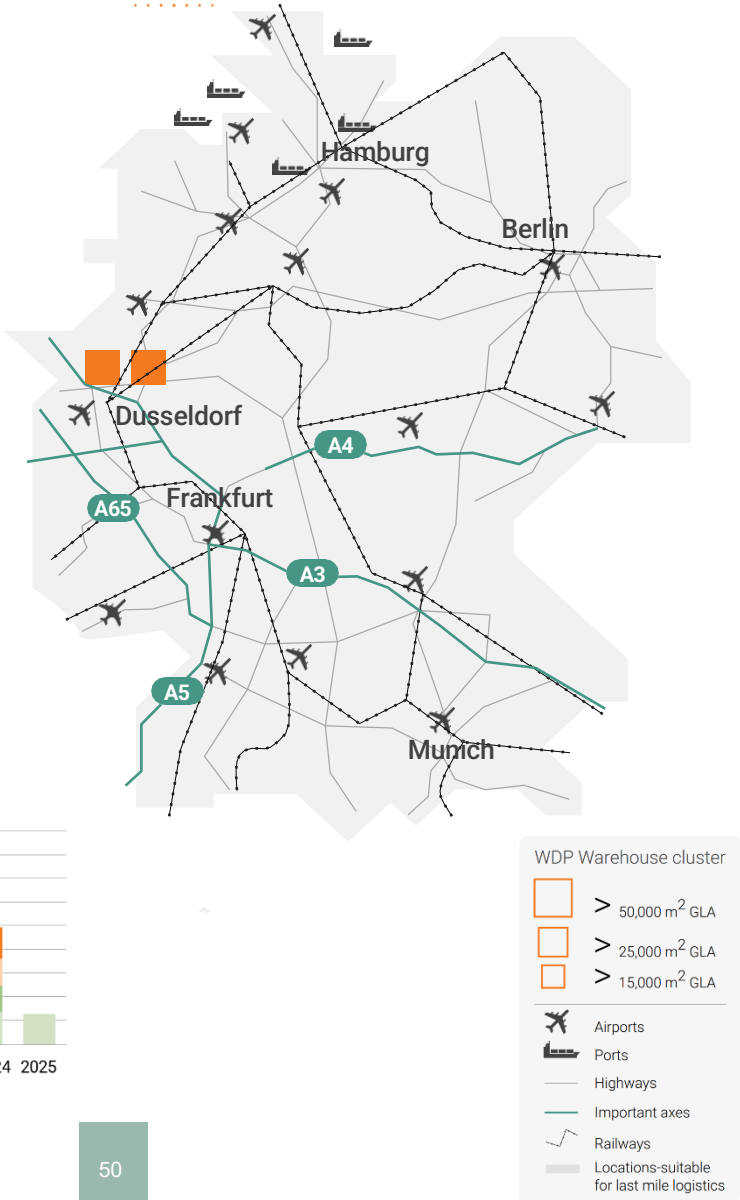 Hamburg
Berlin
Dusseldorf
A4
Frankfurt
A65
A3
A5
Munich
WDP Warehouse cluster
> 50,000 m² GLA
> 25,000 m² GLA
> 15,000 m² GLA
Airports
Ports
Highways
Important axes
Railways
Locations-suitable
for last mile logistics
24 2025
50